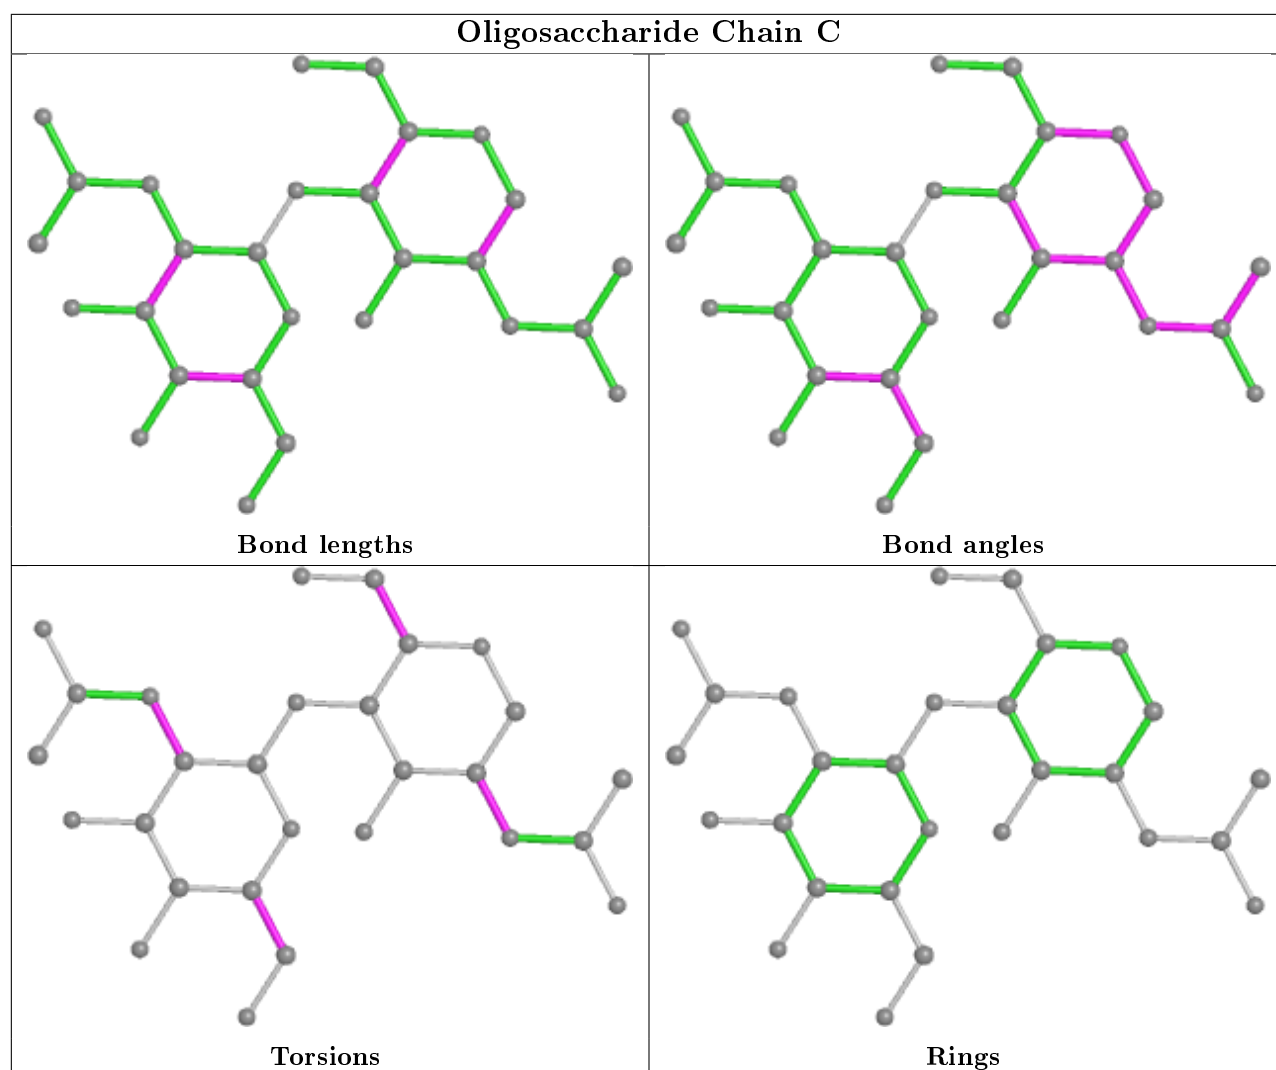 Oligosaccharide Chain C
Bond lengths
Bond angles
Torsions
Rings